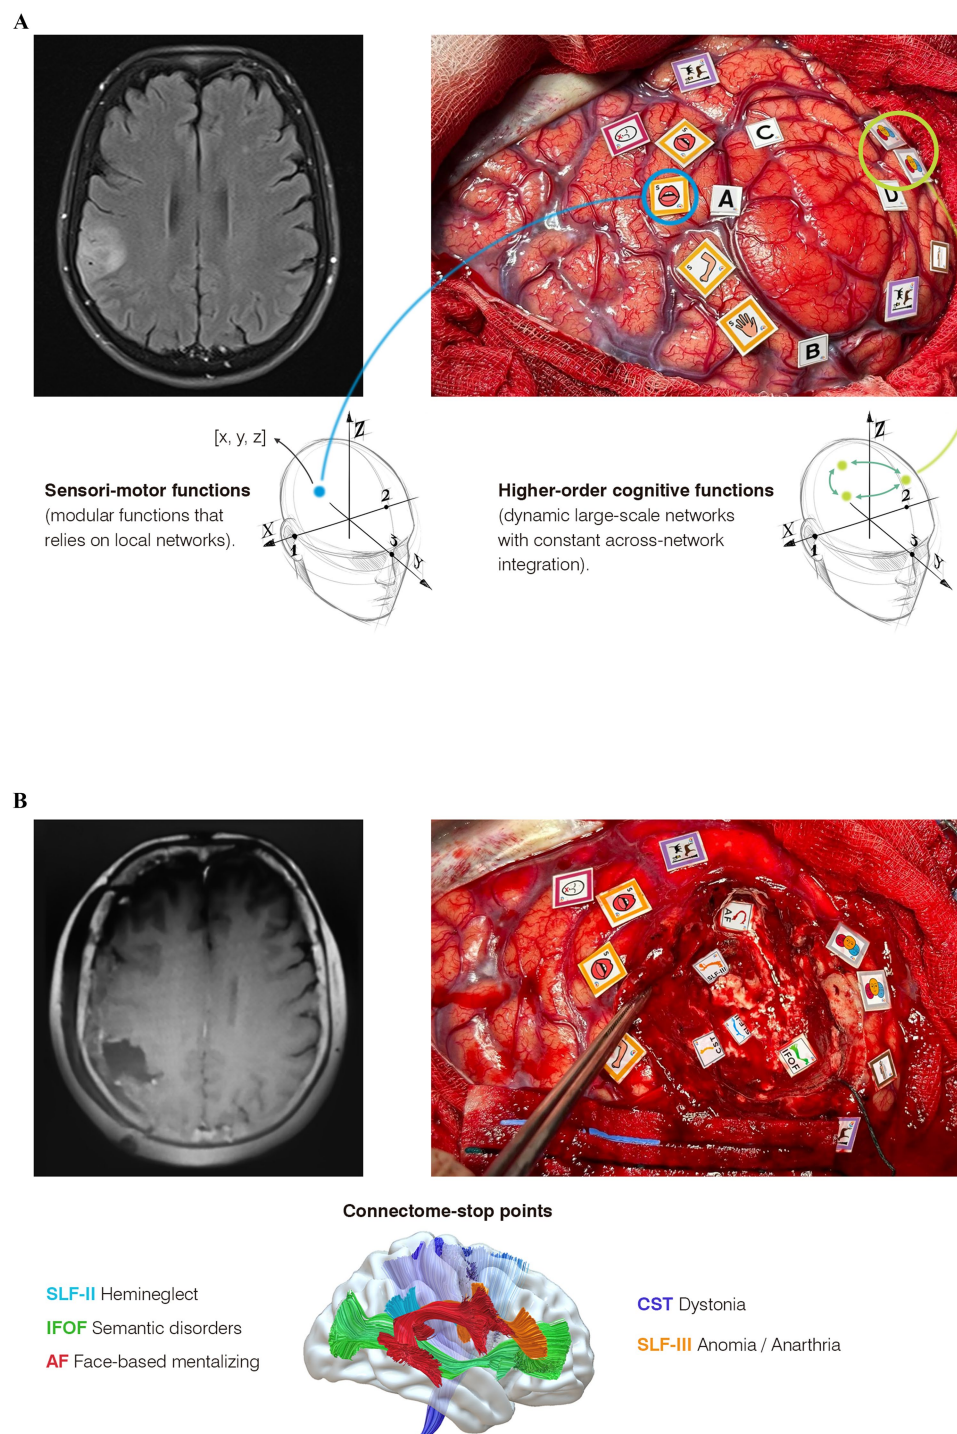 A
C
A
D
B
S
S
S
S
[x, y, z]
Z
Sensori-motor functions
(modular functions that
relies on local networks).
X
1
2
3
y
Z
Higher-order cognitive functions
(dynamic large-scale networks
with constant across-network
integration).
X
1
2
3
y
B
S
S
AF
SLF-III
CST
IFOF
Connectome-stop points
SLF-II Hemineglect
IFOF Semantic disorders
AF Face-based mentalizing
CST Dystonia
SLF-III Anomia / Anarthria